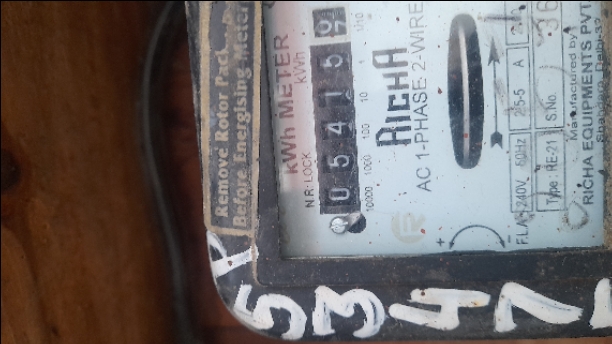 Remove Rotor Pack
Before Energising Meter
kWh METER
kWh
N.R. LOCK
0 5 4 1 5 9
10000 1000 100 10 1/10
RICHA
AC 1-PHASE 2-WIRE
+ -
F.L. 240V. 50Hz 2.5-5 A
Type : RE-21 S.No.
Manufactured by
RICHA EQUIPMENTS PVT
Shahdara, Delhi-32
5347